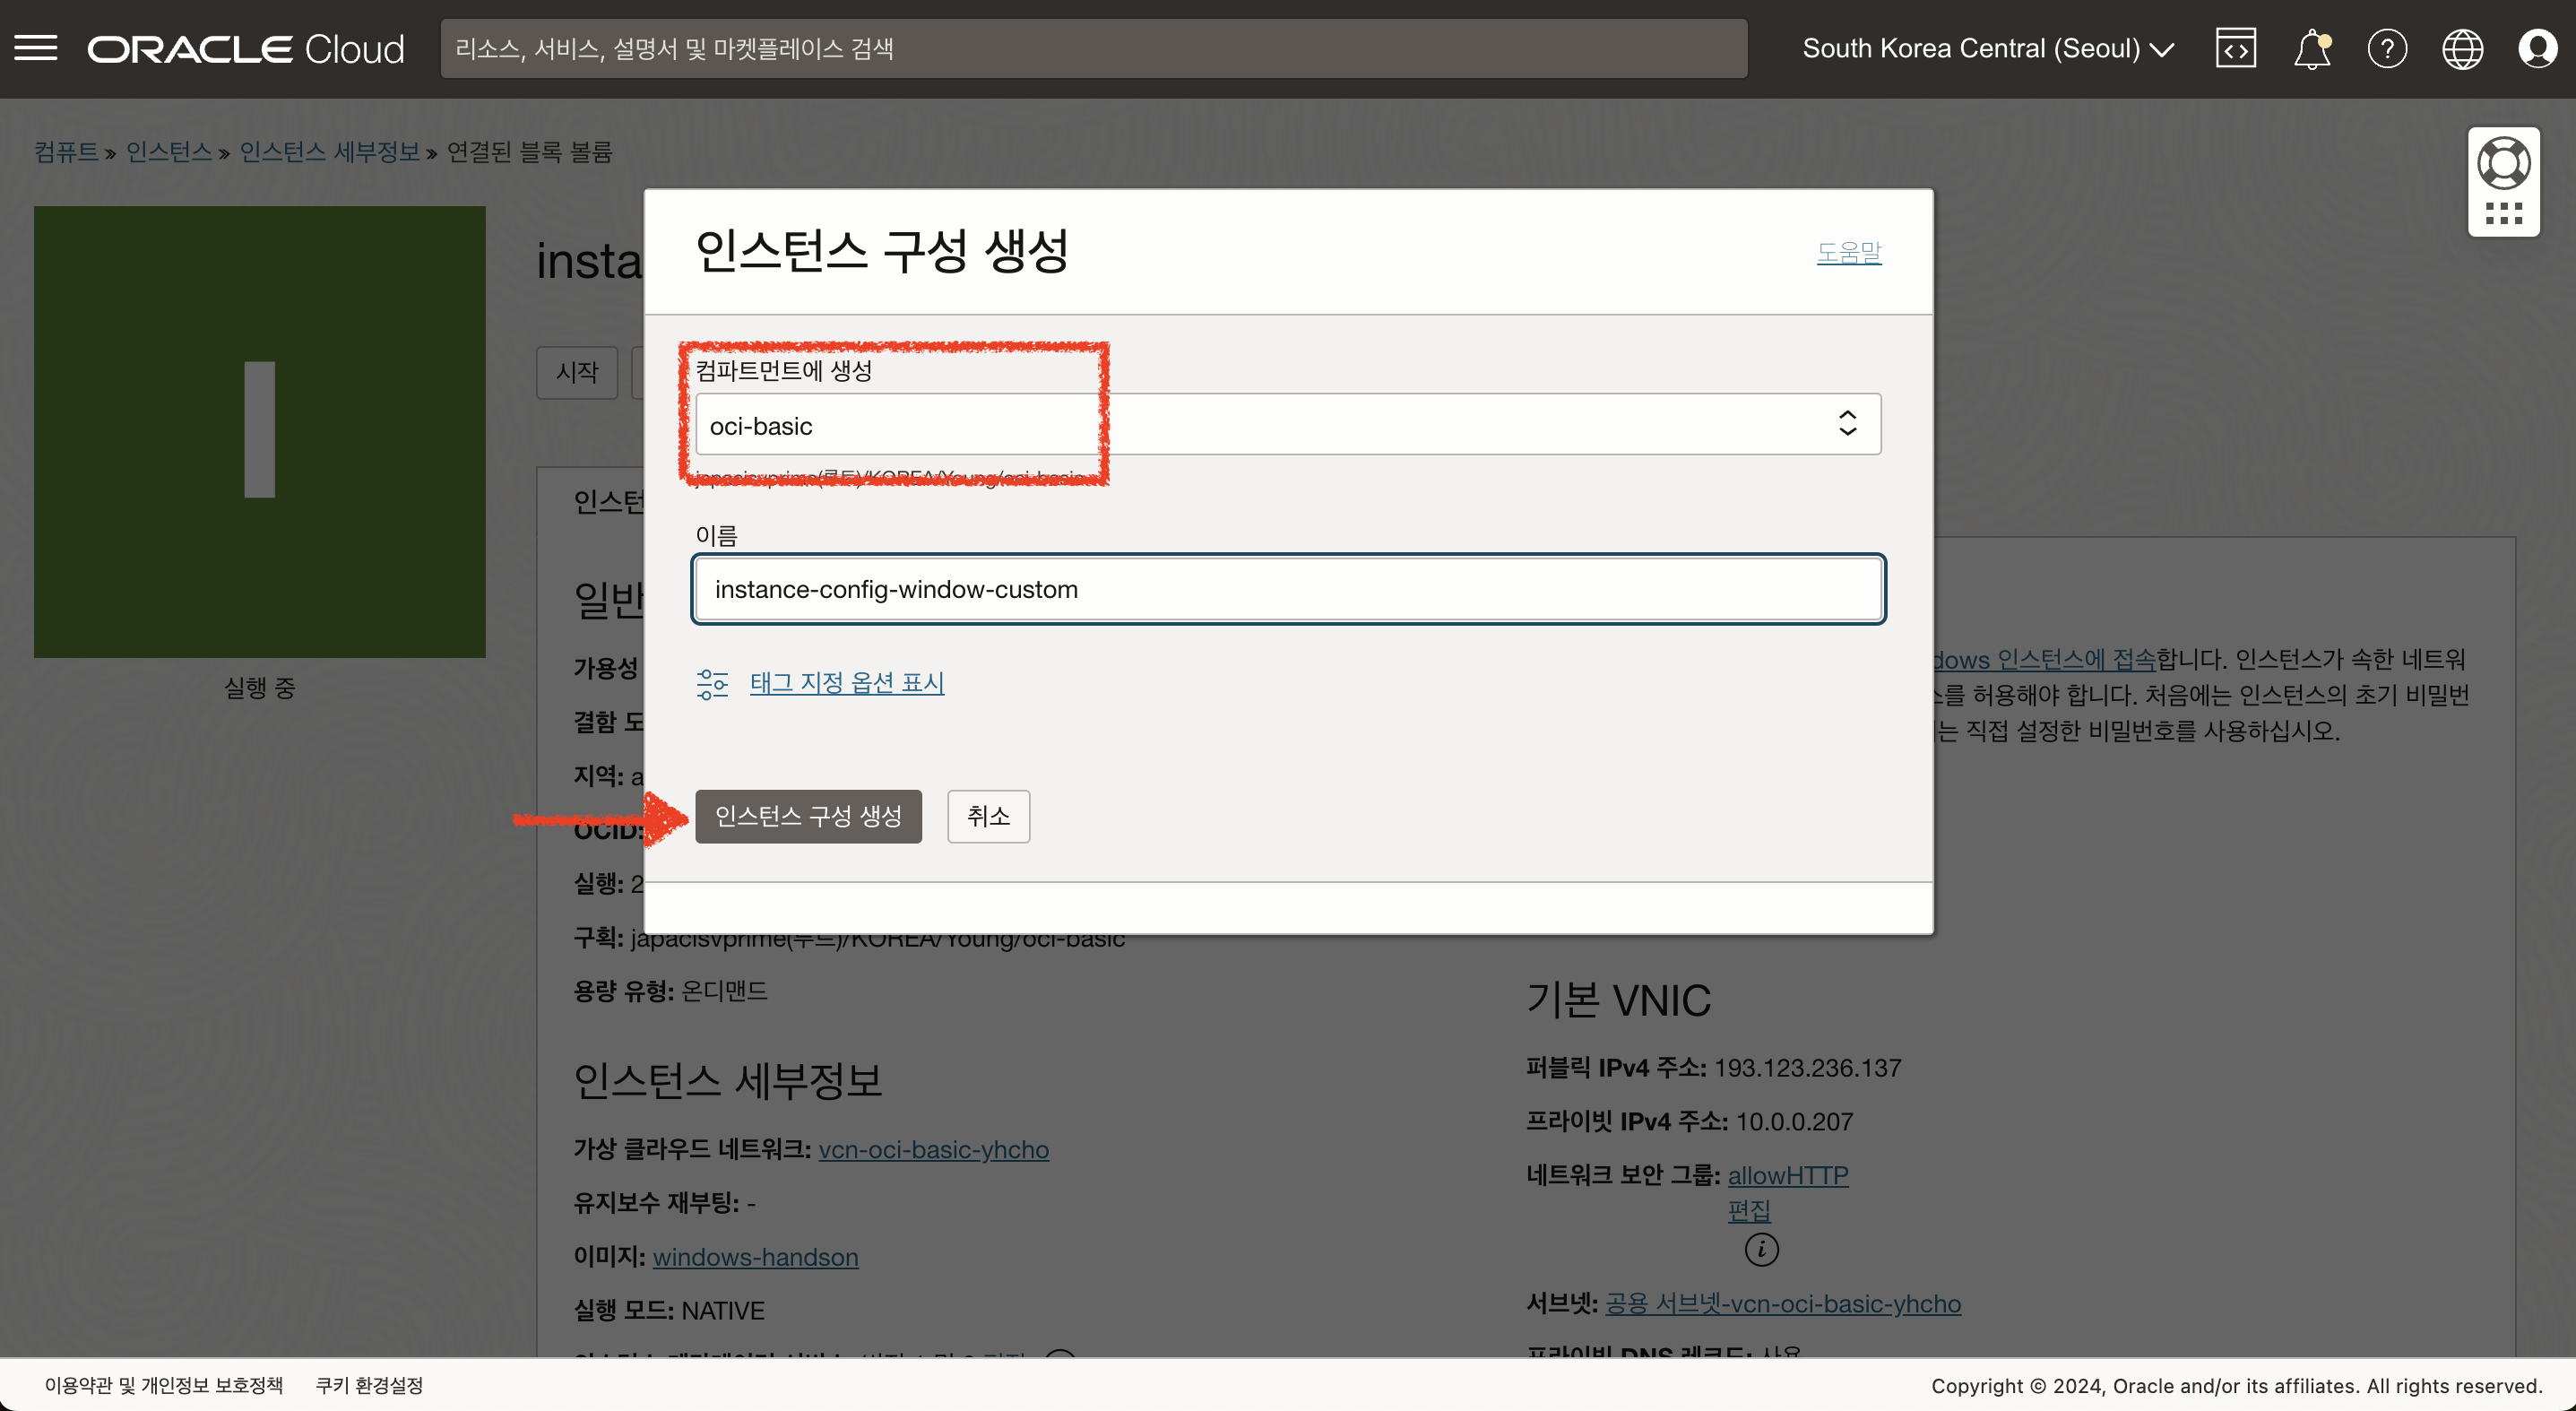 ORACLE Cloud
리소스, 서비스, 설명서 및 마켓플레이스 검색
South Korea Central (Seoul)
컴퓨트 » 인스턴스 » 인스턴스 세부정보 » 연결된 블록 볼륨
insta
인스턴스 구성 생성
도움말
시작
컴파트먼트에 생성
oci-basic
japacisvprime(루트)/KOREA/Young/oci-basic
인스턴
이름
instance-config-window-custom
일반
태그 지정 옵션 표시
가용성
실행 중
결함 도
dows 인스턴스에 접속합니다. 인스턴스가 속한 네트워
스를 허용해야 합니다. 처음에는 인스턴스의 초기 비밀번
는 직접 설정한 비밀번호를 사용하십시오.
지역: a
OCID:
인스턴스 구성 생성
취소
실행: 2
구획: japacisvprime(루트)/KOREA/Young/oci-basic
용량 유형: 온디맨드
인스턴스 세부정보
가상 클라우드 네트워크: vcn-oci-basic-yhcho
유지보수 재부팅: -
이미지: windows-handson
실행 모드: NATIVE
기본 VNIC
퍼블릭 IPv4 주소: 193.123.236.137
프라이빗 IPv4 주소: 10.0.0.207
네트워크 보안 그룹: allowHTTP
편집
서브넷: 공용 서브넷-vcn-oci-basic-yhcho
프라이빗 DNS 레코드: 사용
이용약관 및 개인정보 보호정책
쿠키 환경설정
Copyright © 2024, Oracle and/or its affiliates. All rights reserved.